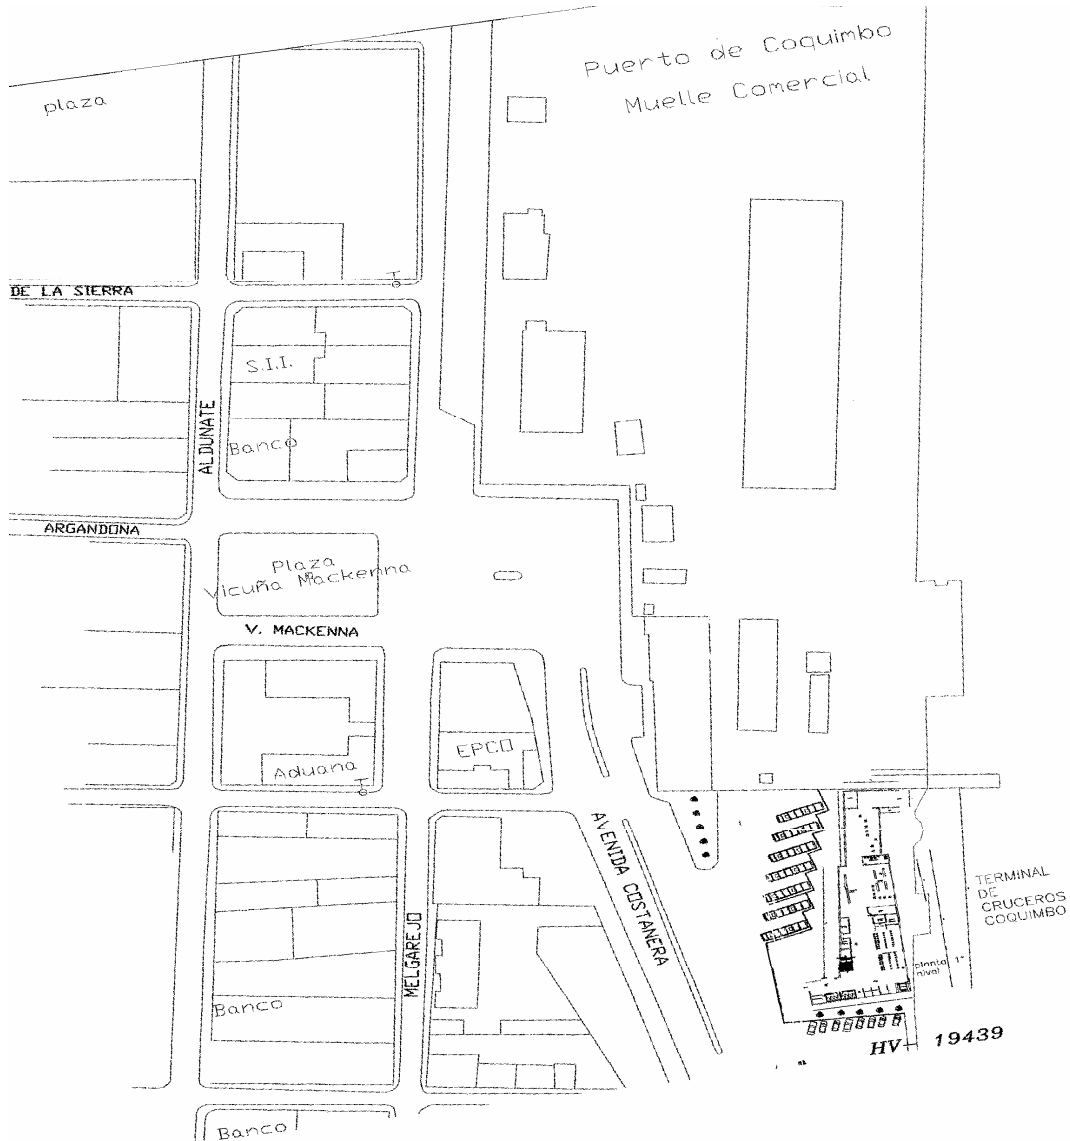 Puerto de Coquimbo
Muelle Comercial
plaza
DE LA SIERRA
S.I.I.
ALDUNATE
Banco
ARGANDONA
Plaza
Vicuña Mackenna
V. MACKENNA
EPCO
Aduana
AVENIDA COSTANERA
TERMINAL
DE
CRUCEROS
COQUIMBO
MELGAREJO
planta 1°
nivel
Banco
HV 19439
Banco